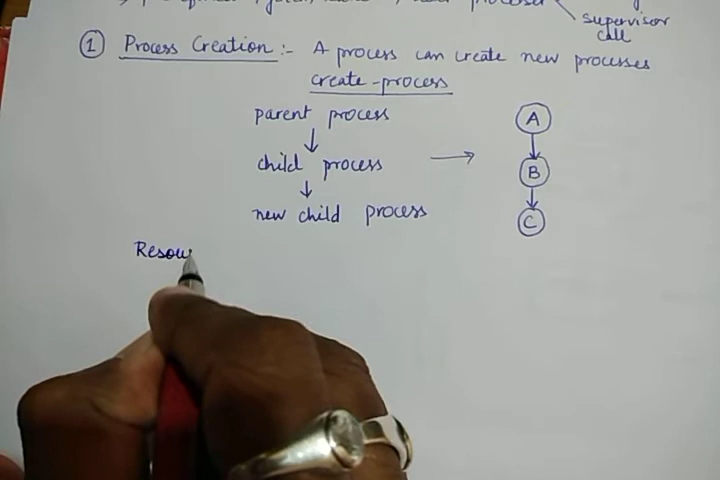 supervisor
call
① Process Creation :- A process can create new processes
create-process
parent process
↓
child process → 
↓
new child process
A
B
C
Resou